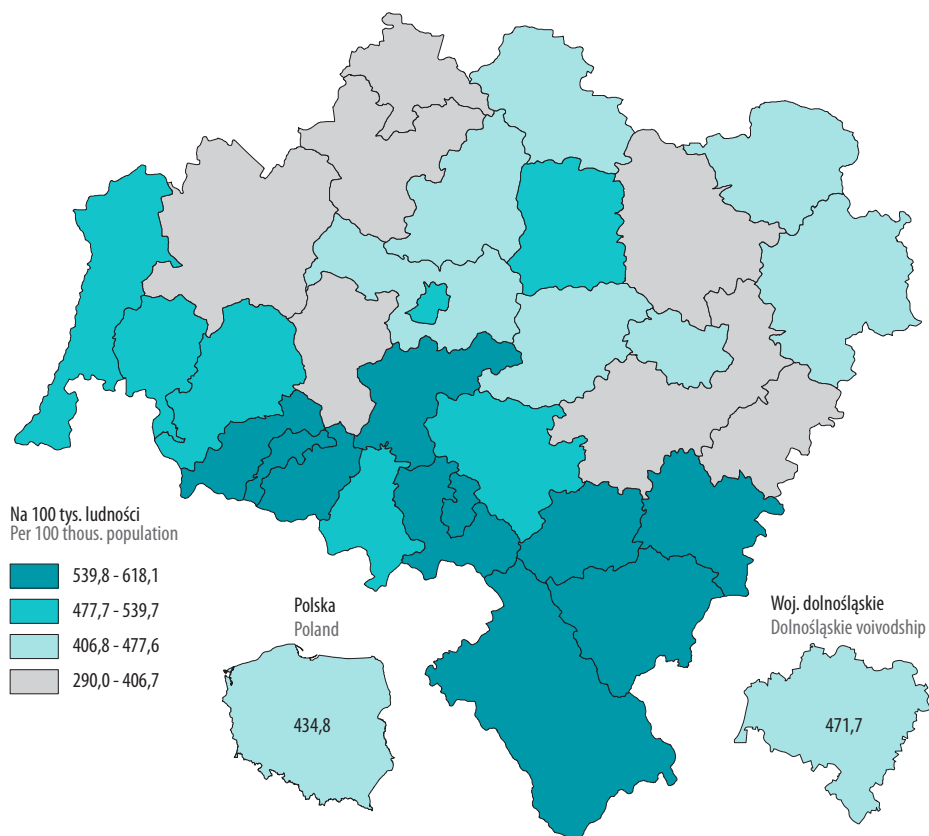 Na 100 tys. ludności
Per 100 thous. population
539,8 - 618,1
477,7 - 539,7
406,8 - 477,6
290,0 - 406,7
Polska
Poland
434,8
Woj. dolnośląskie
Dolnośląskie voivodship
471,7